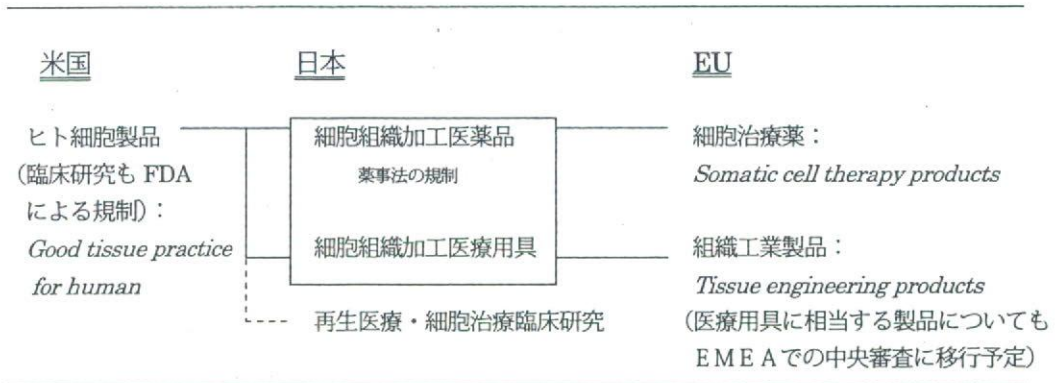 米国
日本
EU
ヒト細胞製品
(臨床研究も FDA
による規制)：
Good tissue practice
for human
細胞組織加工医薬品
薬事法の規制
細胞組織加工医療用具
再生医療・細胞治療臨床研究
細胞治療薬：
Somatic cell therapy products
組織工業製品：
Tissue engineering products
(医療用具に相当する製品についても
ＥＭＥＡでの中央審査に移行予定)